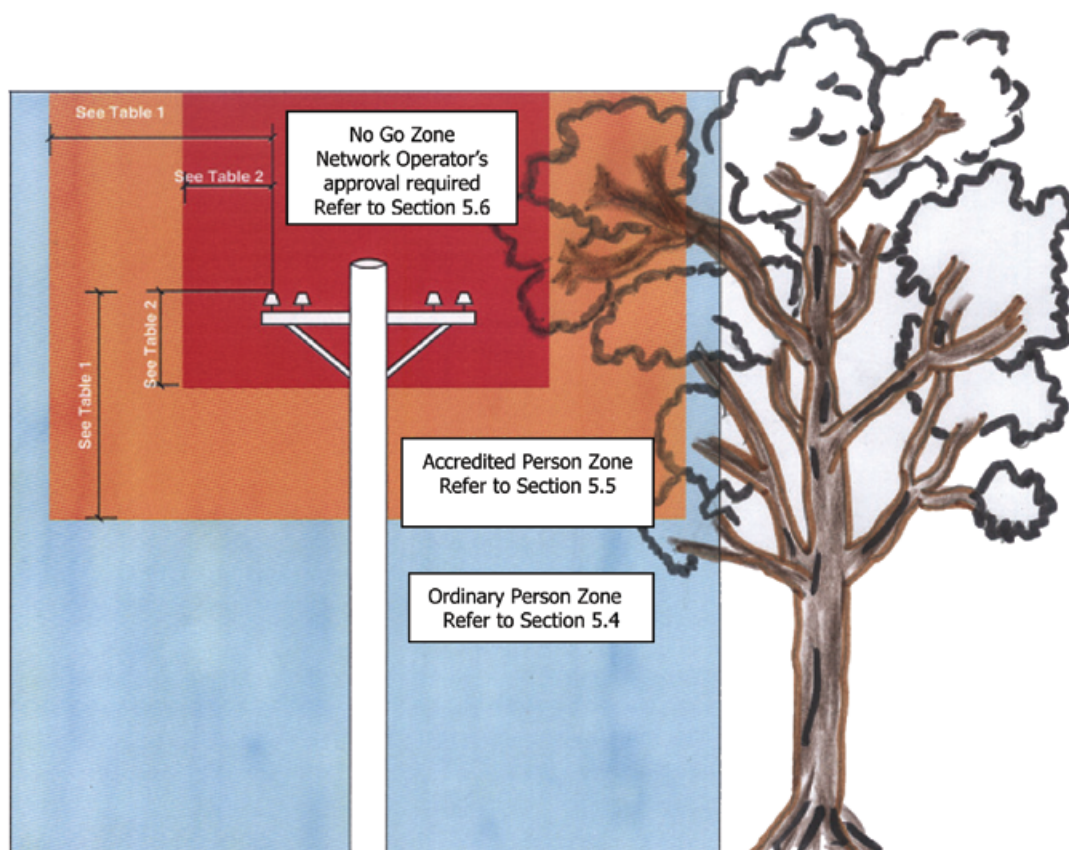 See Table 1
No Go Zone
Network Operator's
approval required
Refer to Section 5.6
See Table 2
See Table 2
See Table 1
Accredited Person Zone
Refer to Section 5.5
Ordinary Person Zone
Refer to Section 5.4